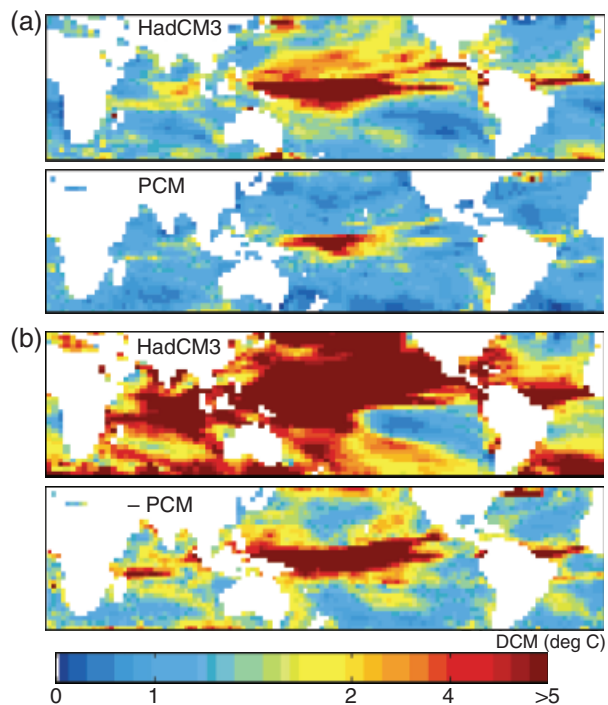 (a)
HadCM3
PCM
(b)
HadCM3
– PCM
DCM (deg C)
0 1 2 4 >5